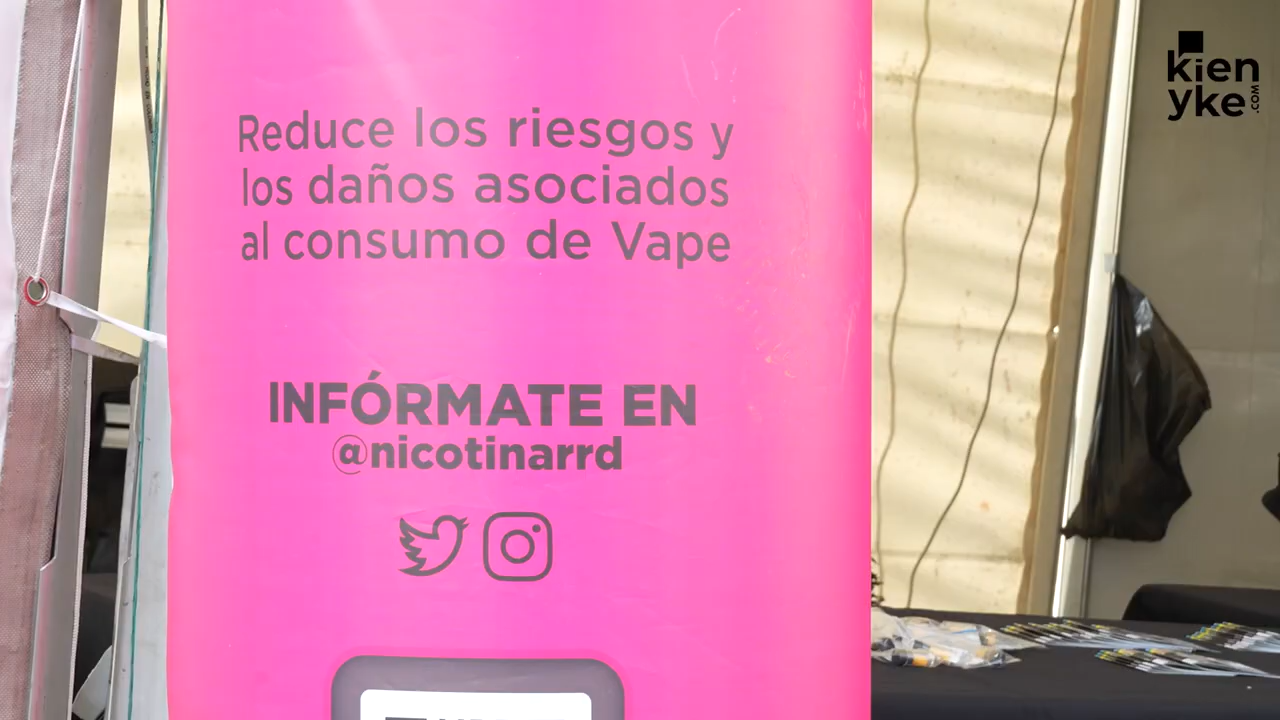 Reduce los riesgos y
los daños asociados
al consumo de Vape
INFÓRMATE EN
@nicotinarrd
kien
yke
.COM